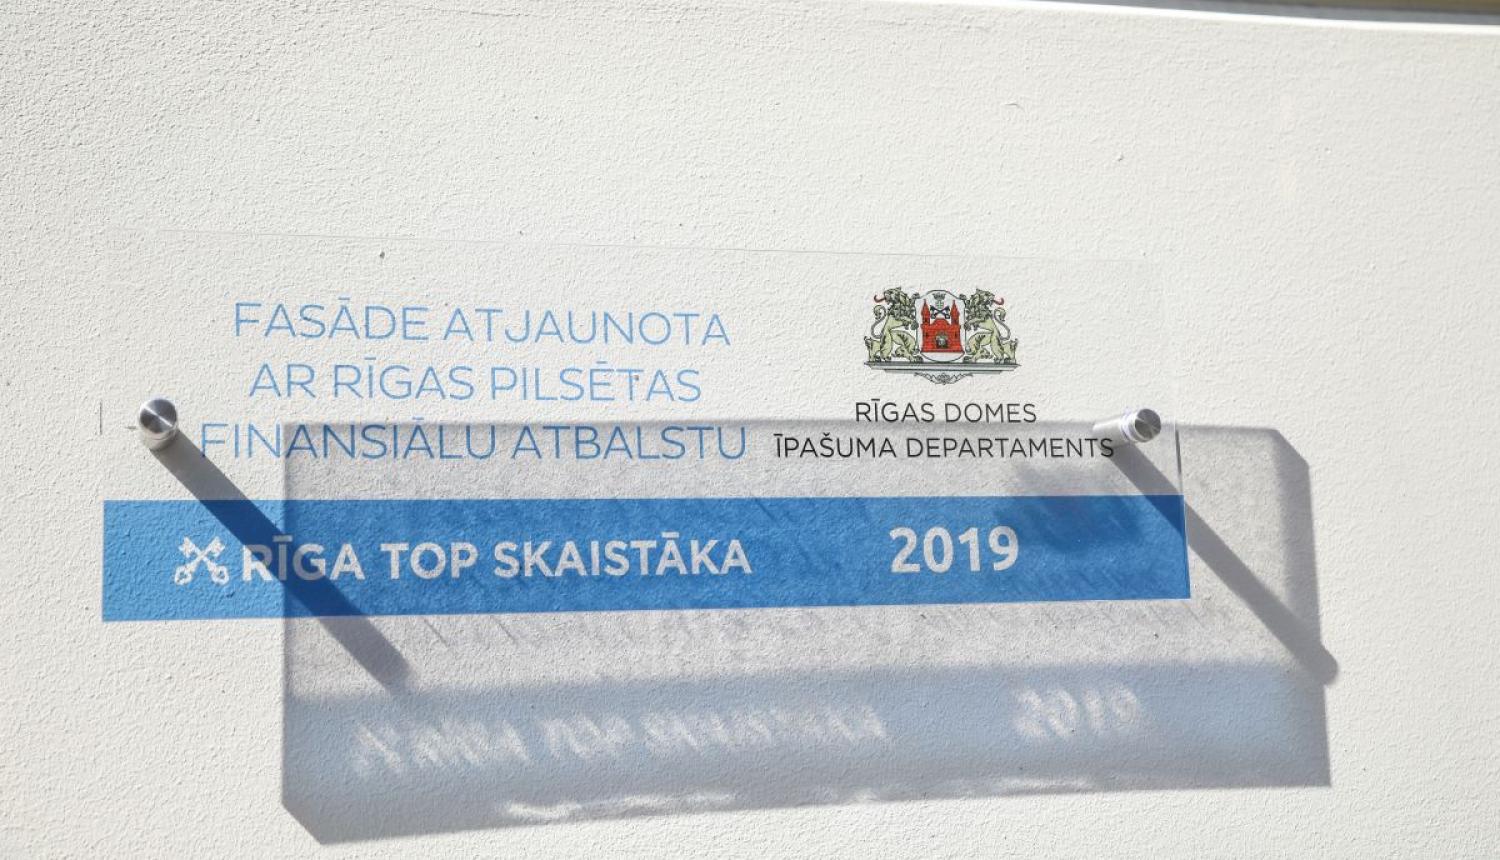 FASĀDE ATJAUNOTA
AR RĪGAS PILSĒTAS
FINANSIĀLU ATBALSTU
RĪGAS DOMES
ĪPAŠUMA DEPARTAMENTS
RĪGA TOP SKAISTĀKA 2019